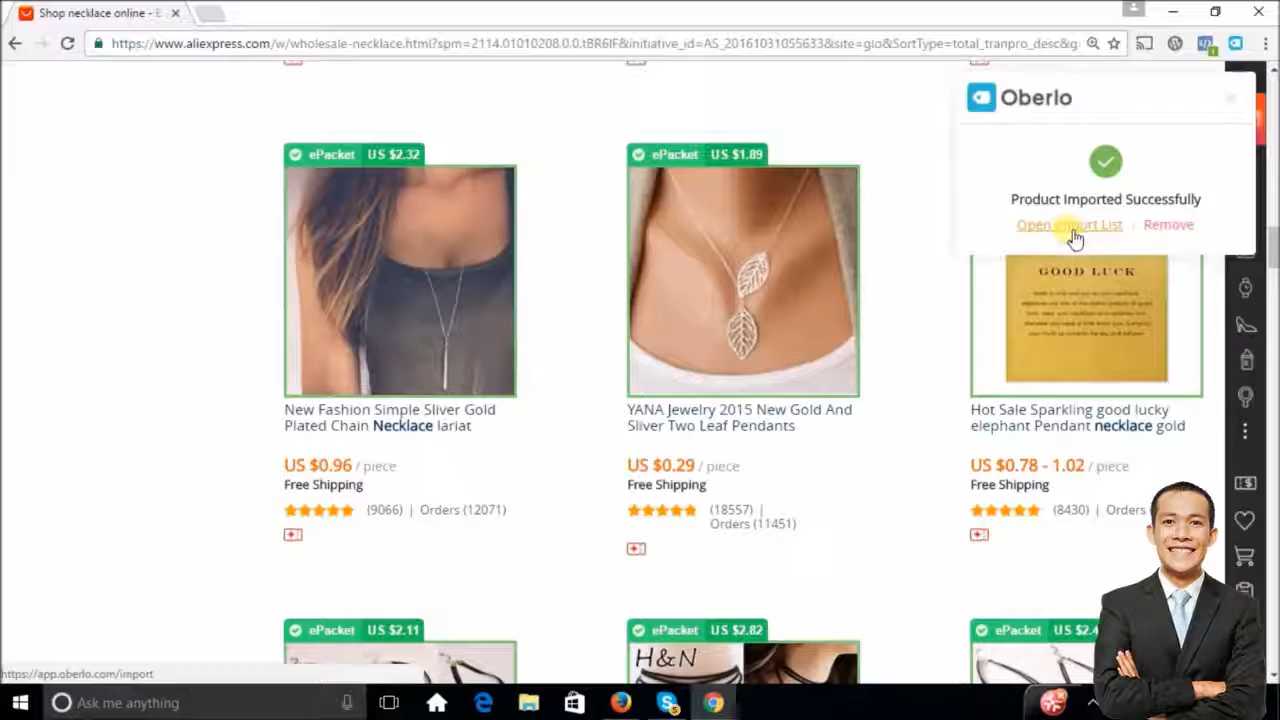 Shop necklace online - E
https://www.aliexpress.com/w/wholesale-necklace.html?spm=2114.01010208.0.0.tBR6IF&initiative_id=AS_20161031055633&site=glo&SortType=total_tranpro_desc&g
Oberlo
Product Imported Successfully
Open Import List
Remove
ePacket US $2.32
ePacket US $1.89
GOOD LUCK
New Fashion Simple Sliver Gold
Plated Chain Necklace lariat
US $0.96 / piece
Free Shipping
(9066) | Orders (12071)
YANA Jewelry 2015 New Gold And
Sliver Two Leaf Pendants
US $0.29 / piece
Free Shipping
(18557) |
Orders (11451)
Hot Sale Sparkling good lucky
elephant Pendant necklace gold
US $0.78 - 1.02 / piece
Free Shipping
(8430) | Orders
ePacket US $2.11
ePacket US $2.82
ePacket US $2.4
H&N
https://app.oberlo.com/import
Ask me anything